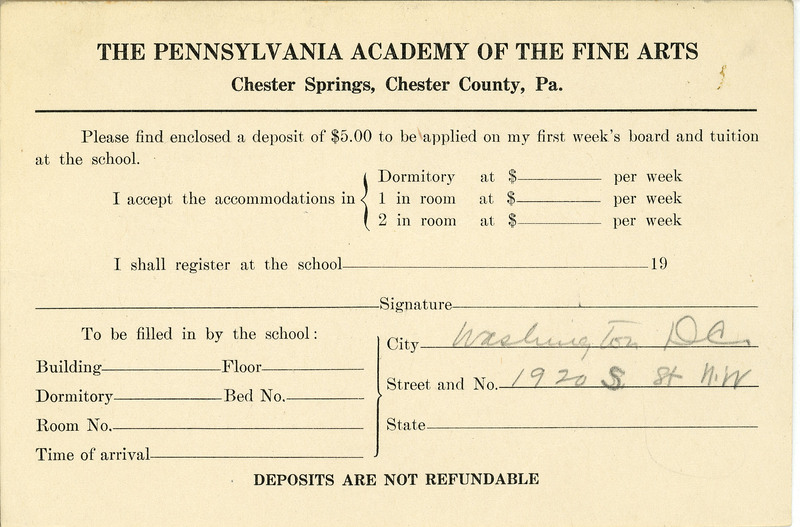 THE PENNSYLVANIA ACADEMY OF THE FINE ARTS
Chester Springs, Chester County, Pa.
Please find enclosed a deposit of $5.00 to be applied on my first week's board and tuition
at the school.
I accept the accommodations in
Dormitory at $ per week
1 in room at $ per week
2 in room at $ per week
I shall register at the school 19
Signature
To be filled in by the school:
Building Floor
Dormitory Bed No.
Room No.
Time of arrival
City Washington D.C.
Street and No. 1920 S. St N.W
State
DEPOSITS ARE NOT REFUNDABLE